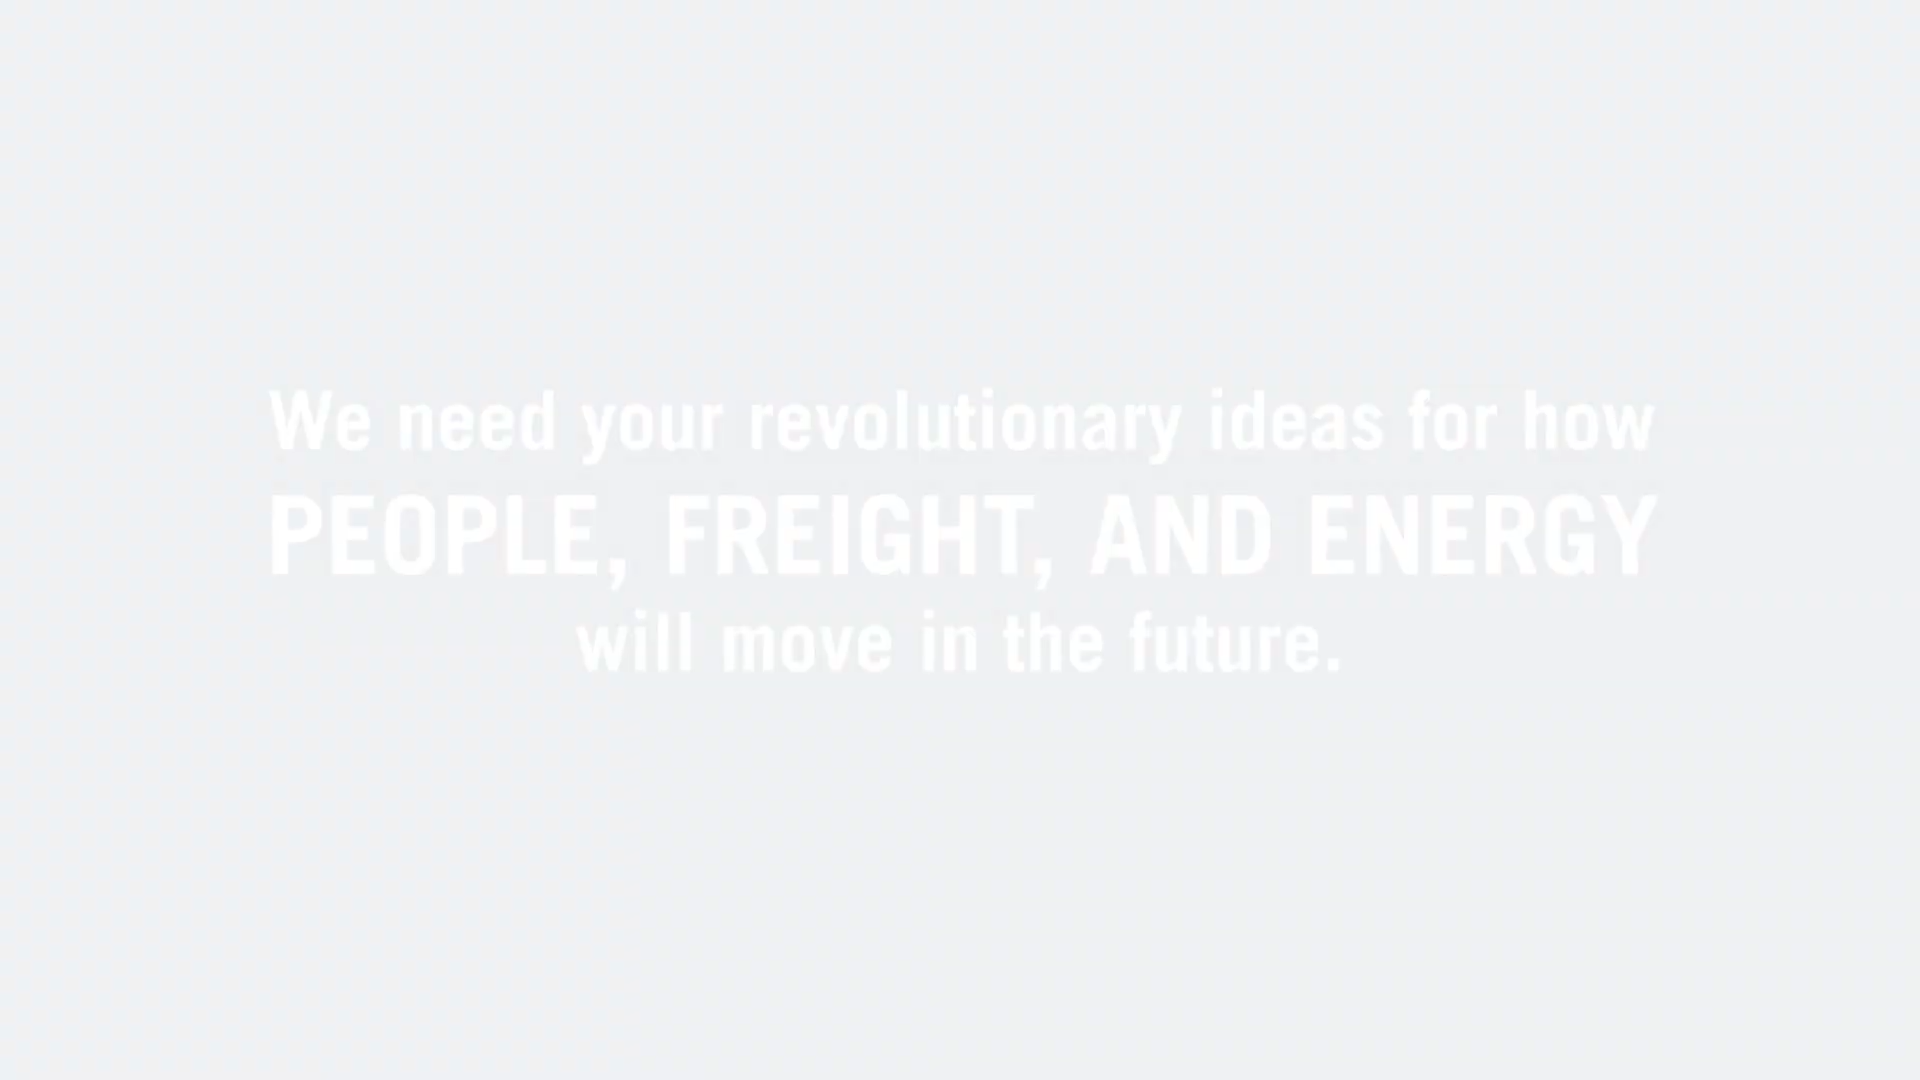 We need your revolutionary ideas for how
PEOPLE, FREIGHT, AND ENERGY
will move in the future.